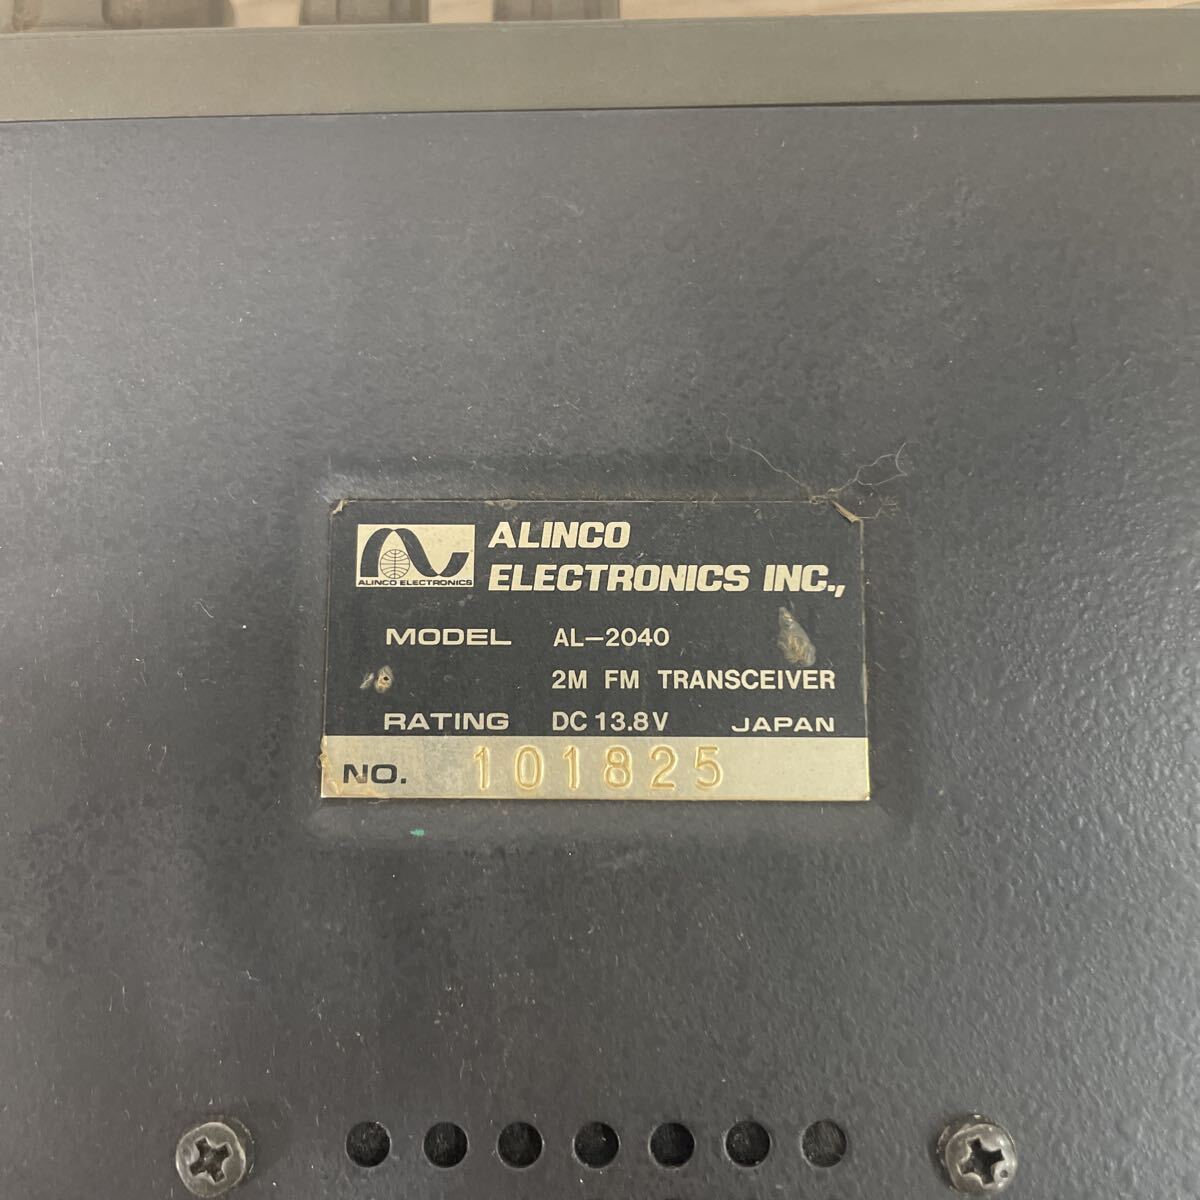 ALINCO ELECTRONICS
ALINCO
ELECTRONICS INC.,
MODEL AL-2040
2M FM TRANSCEIVER
RATING DC 13.8V JAPAN
NO. 101825